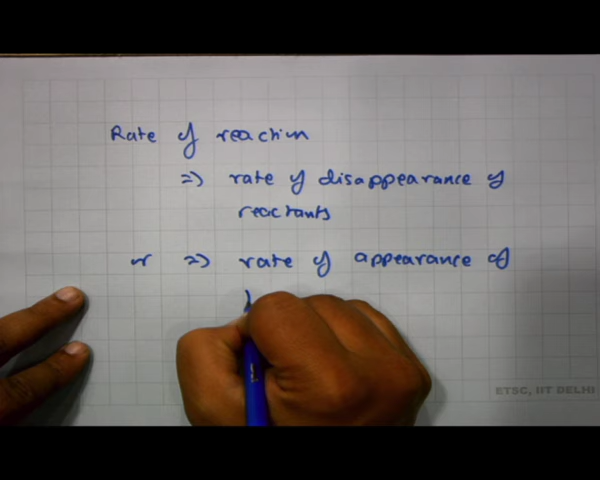 Rate of reaction
=> rate of disappearance of
reactants
or => rate of appearance of
ETSC, IIT DELHI